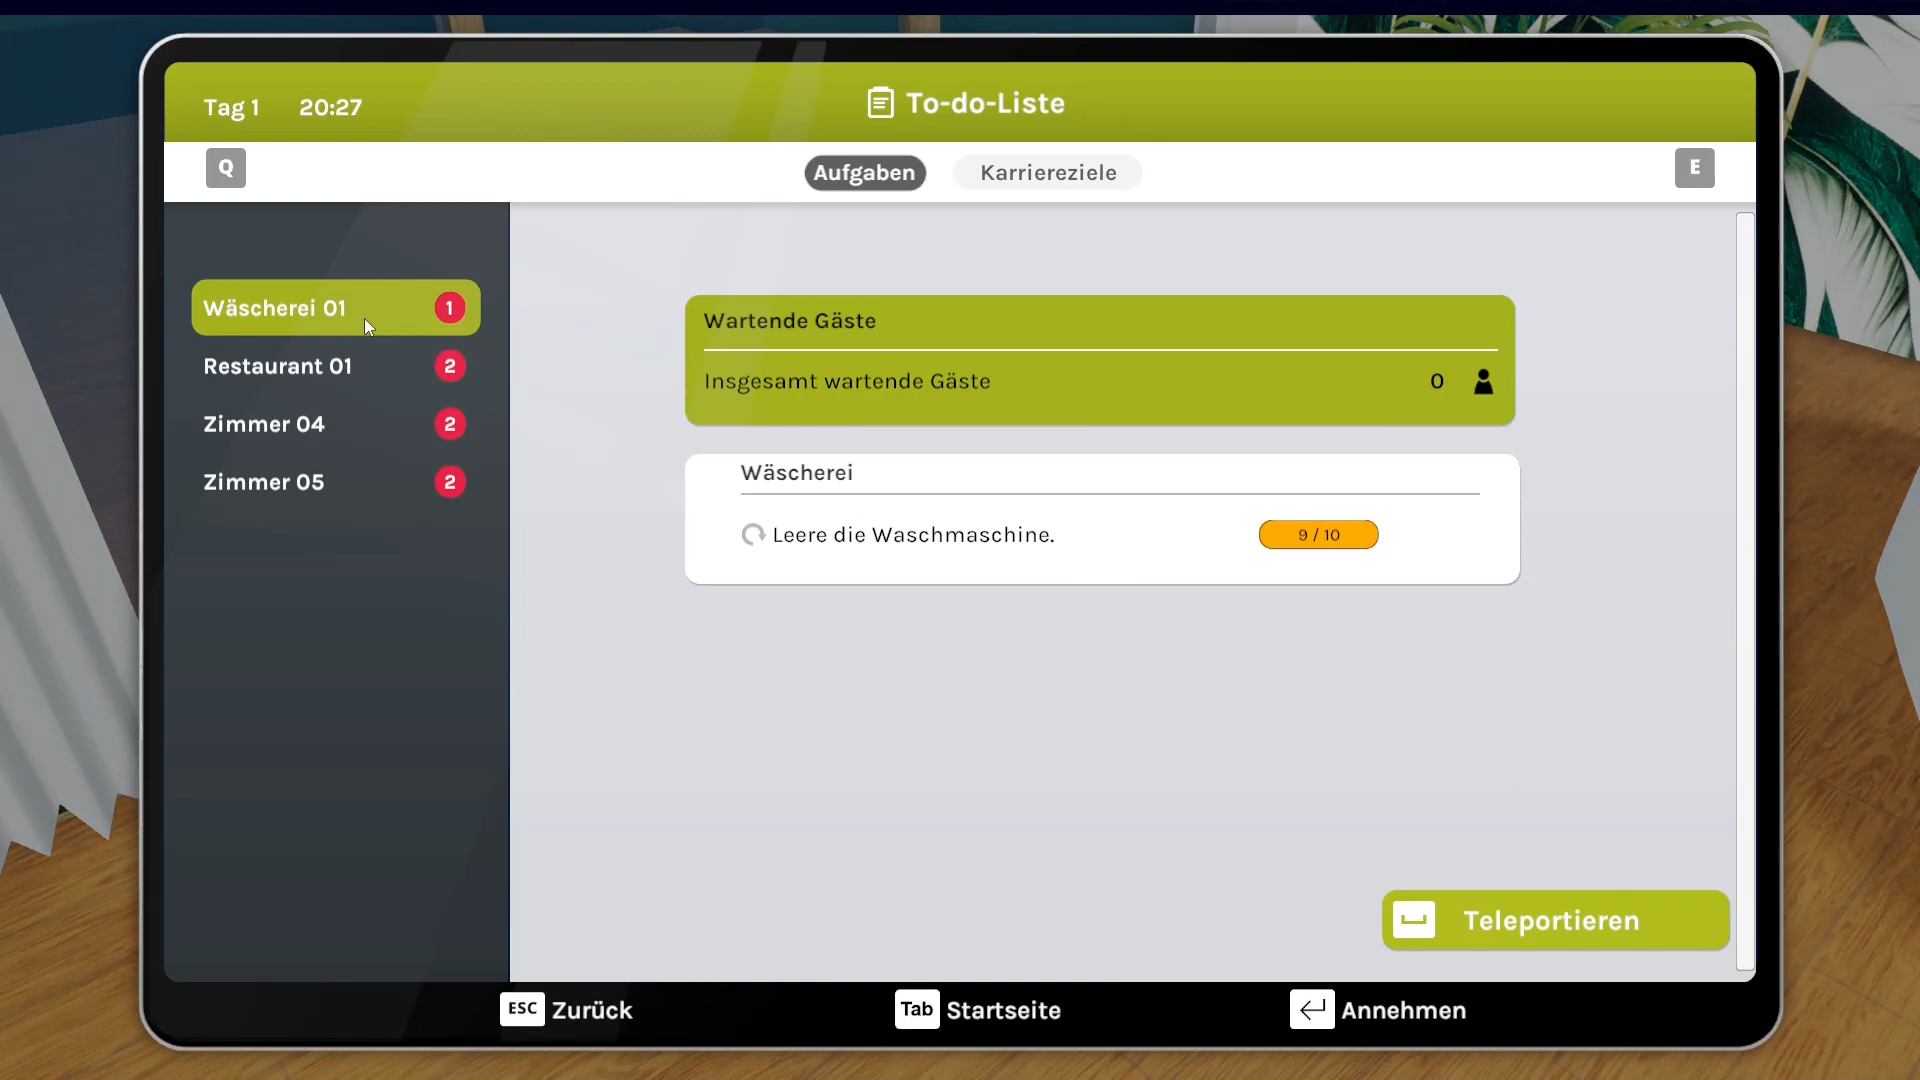 Tag 1 20:27
To-do-Liste
Q
Aufgaben Karriereziele
E
Wäscherei 01 1
Restaurant 01 2
Zimmer 04 2
Zimmer 05 2
Wartende Gäste
Insgesamt wartende Gäste 0
Wäscherei
Leere die Waschmaschine. 9 / 10
Teleportieren
ESC Zurück
Tab Startseite
Annehmen